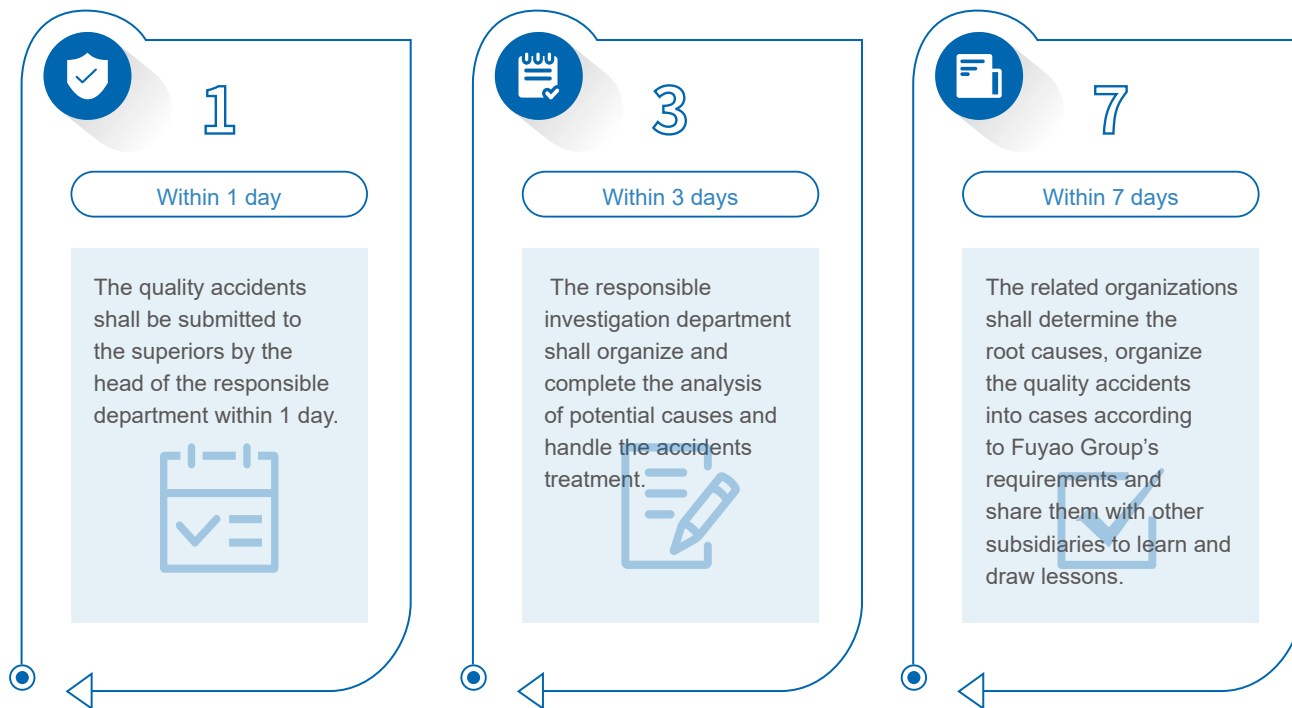 1
Within 1 day
The quality accidents
shall be submitted to
the superiors by the
head of the responsible
department within 1 day.
3
Within 3 days
The responsible
investigation department
shall organize and
complete the analysis
of potential causes and
handle the accidents
treatment.
7
Within 7 days
The related organizations
shall determine the
root causes, organize
the quality accidents
into cases according
to Fuyao Group’s
requirements and
share them with other
subsidiaries to learn and
draw lessons.